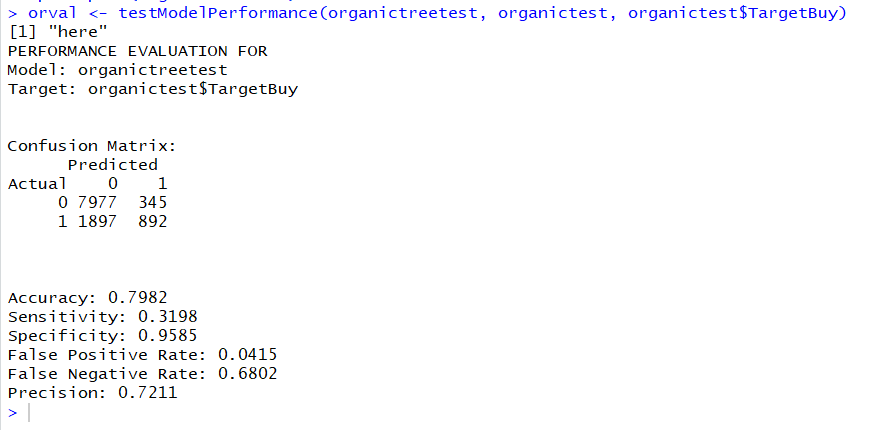 > orval <- testModelPerformance(organictreetest, organictest, organictest$TargetBuy)
[1] "here"
PERFORMANCE EVALUATION FOR
Model: organictreetest
Target: organictest$TargetBuy
Confusion Matrix:
Predicted
Actual 0 1
0 7977 345
1 1897 892
Accuracy: 0.7982
Sensitivity: 0.3198
Specificity: 0.9585
False Positive Rate: 0.0415
False Negative Rate: 0.6802
Precision: 0.7211
>